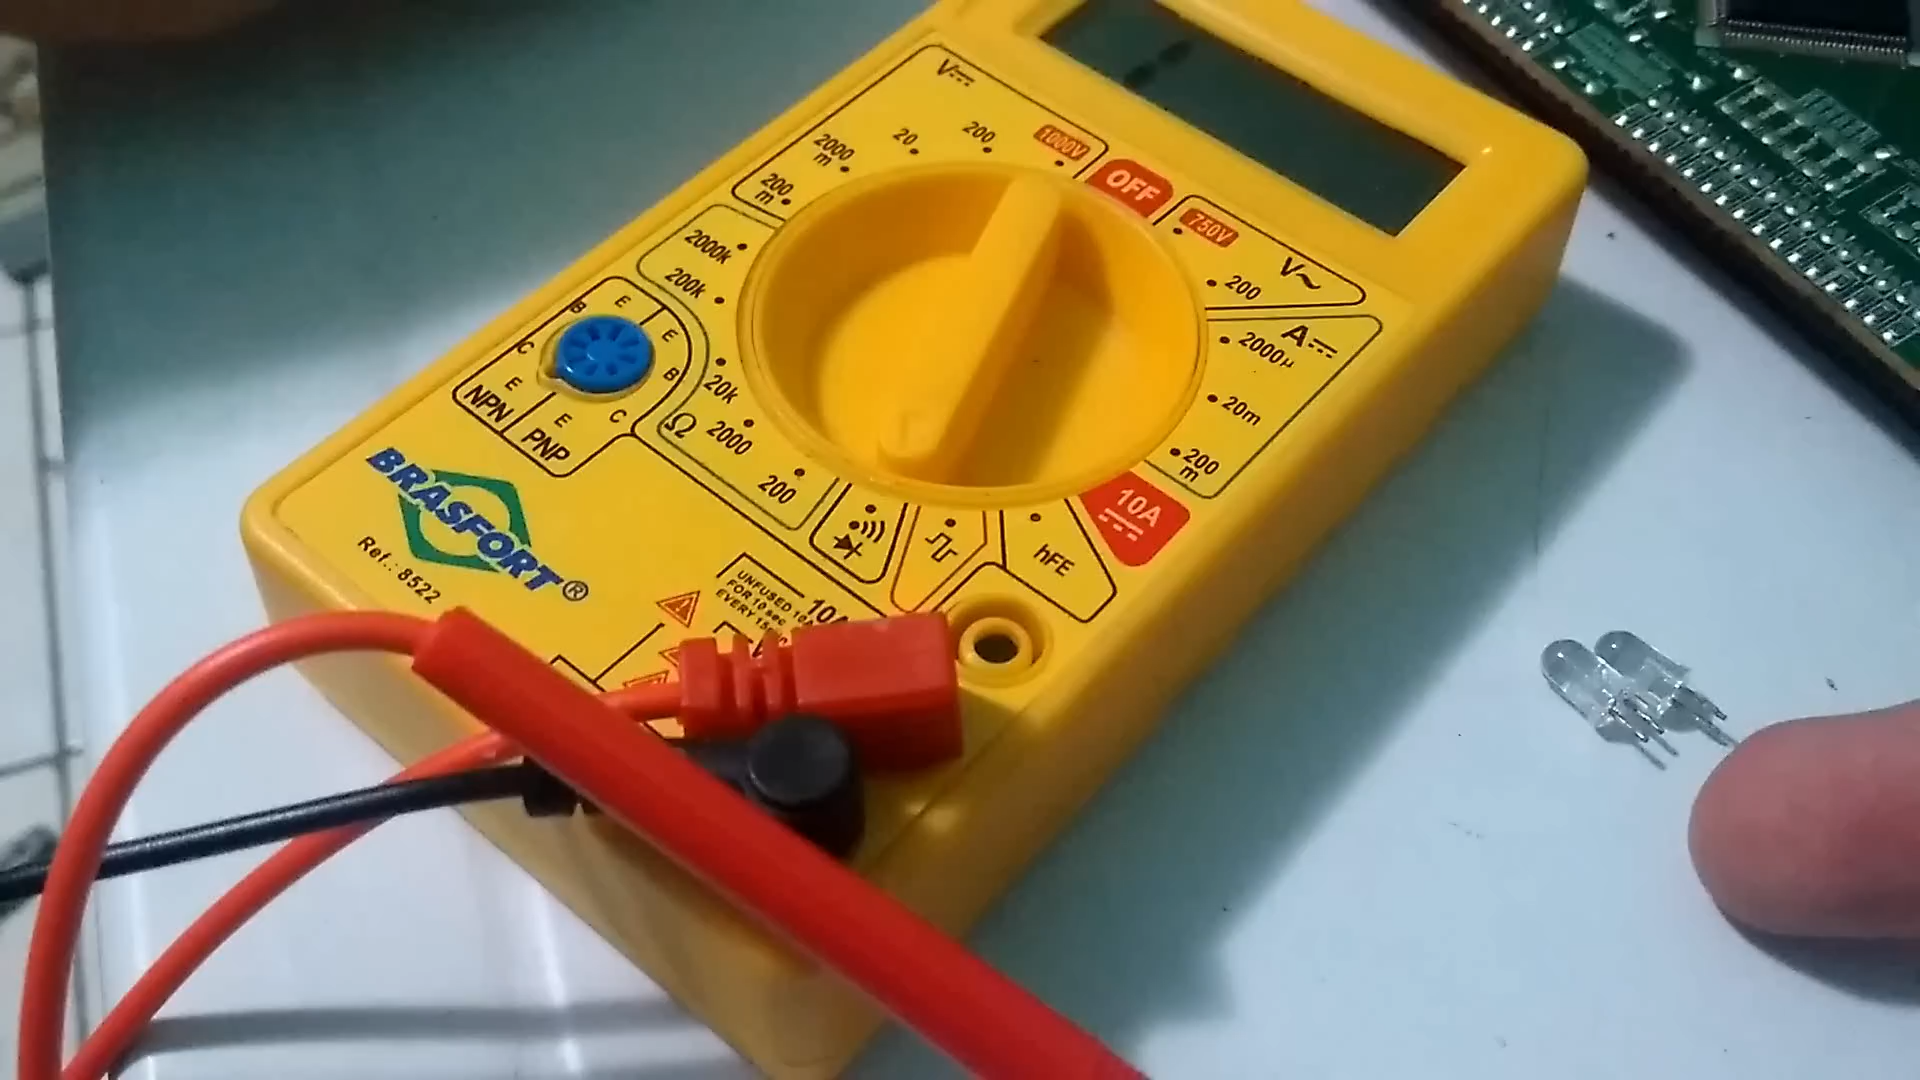 V
1000V
200
20
2000
m
200
m
OFF
750V
V~
200
2000k
200k
20k
2000
200
Ω
A
2000µ
20m
200
m
10A
hFE
E
B
C
E
NPN
E
B
C
E
PNP
BRASFORT®
Ref.: 8522
UNFUSED
FOR 10 sec
EVERY
10A